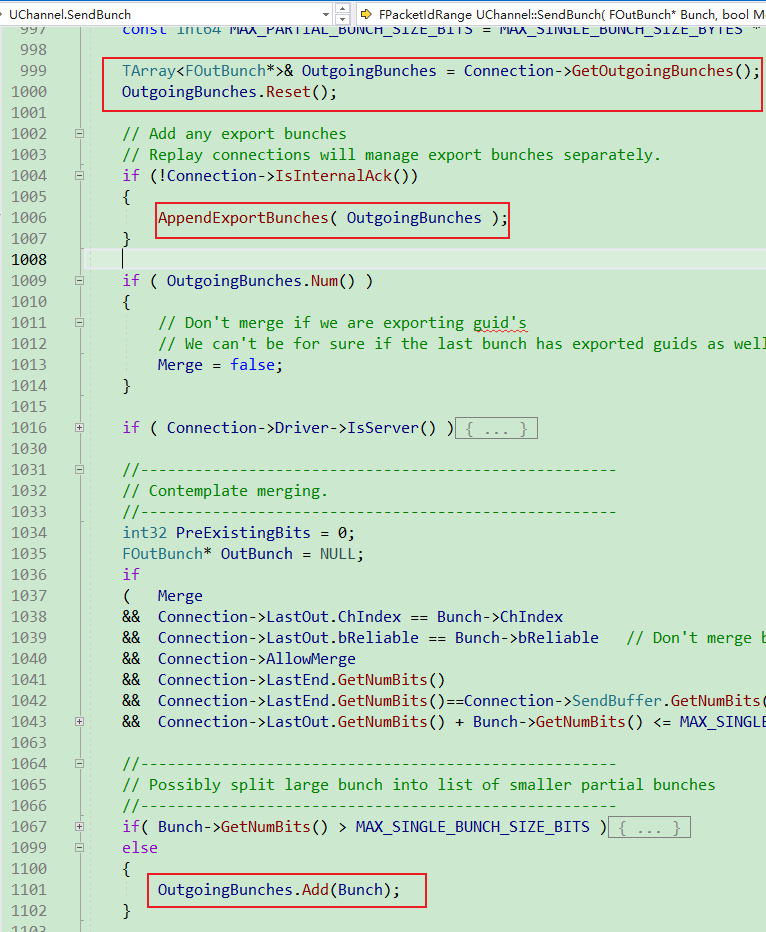 UChannel.SendBunch FPacketIdRange UChannel::SendBunch( FOutBunch* Bunch, bool M
997 const int64 MAX_PARTIAL_BUNCH_SIZE_BITS = MAX_SINGLE_BUNCH_SIZE_BYTES *
998
999 TArray<FOutBunch*>& OutgoingBunches = Connection->GetOutgoingBunches();
1000 OutgoingBunches.Reset();
1001
1002 // Add any export bunches
1003 // Replay connections will manage export bunches separately.
1004 if (!Connection->IsInternalAck())
1005 {
1006 AppendExportBunches( OutgoingBunches );
1007 }
1008
1009 if ( OutgoingBunches.Num() )
1010 {
1011 // Don't merge if we are exporting guid's
1012 // We can't be for sure if the last bunch has exported guids as well
1013 Merge = false;
1014 }
1015
1016 if ( Connection->Driver->IsServer() ) { ... }
1030
1031 //-----------------------------------------------------
1032 // Contemplate merging.
1033 //-----------------------------------------------------
1034 int32 PreExistingBits = 0;
1035 FOutBunch* OutBunch = NULL;
1036 if
1037 ( Merge
1038 && Connection->LastOut.ChIndex == Bunch->ChIndex
1039 && Connection->LastOut.bReliable == Bunch->bReliable // Don't merge b
1040 && Connection->AllowMerge
1041 && Connection->LastEnd.GetNumBits()
1042 && Connection->LastEnd.GetNumBits()==Connection->SendBuffer.GetNumBits(
1043 && Connection->LastOut.GetNumBits() + Bunch->GetNumBits() <= MAX_SINGLE
1063
1064 //-----------------------------------------------------
1065 // Possibly split large bunch into list of smaller partial bunches
1066 //-----------------------------------------------------
1067 if( Bunch->GetNumBits() > MAX_SINGLE_BUNCH_SIZE_BITS ) { ... }
1099 else
1100 {
1101 OutgoingBunches.Add(Bunch);
1102 }
1103